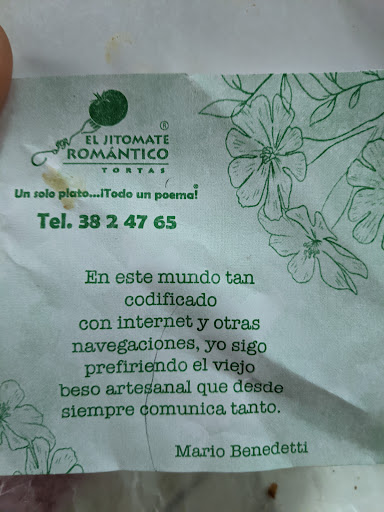 EL JITOMATE ®
ROMÁNTICO
TORTAS
Un solo plato...¡Todo un poema!®
Tel. 38 2 47 65
En este mundo tan
codificado
con internet y otras
navegaciones, yo sigo
prefiriendo el viejo
beso artesanal que desde
siempre comunica tanto.
Mario Benedetti